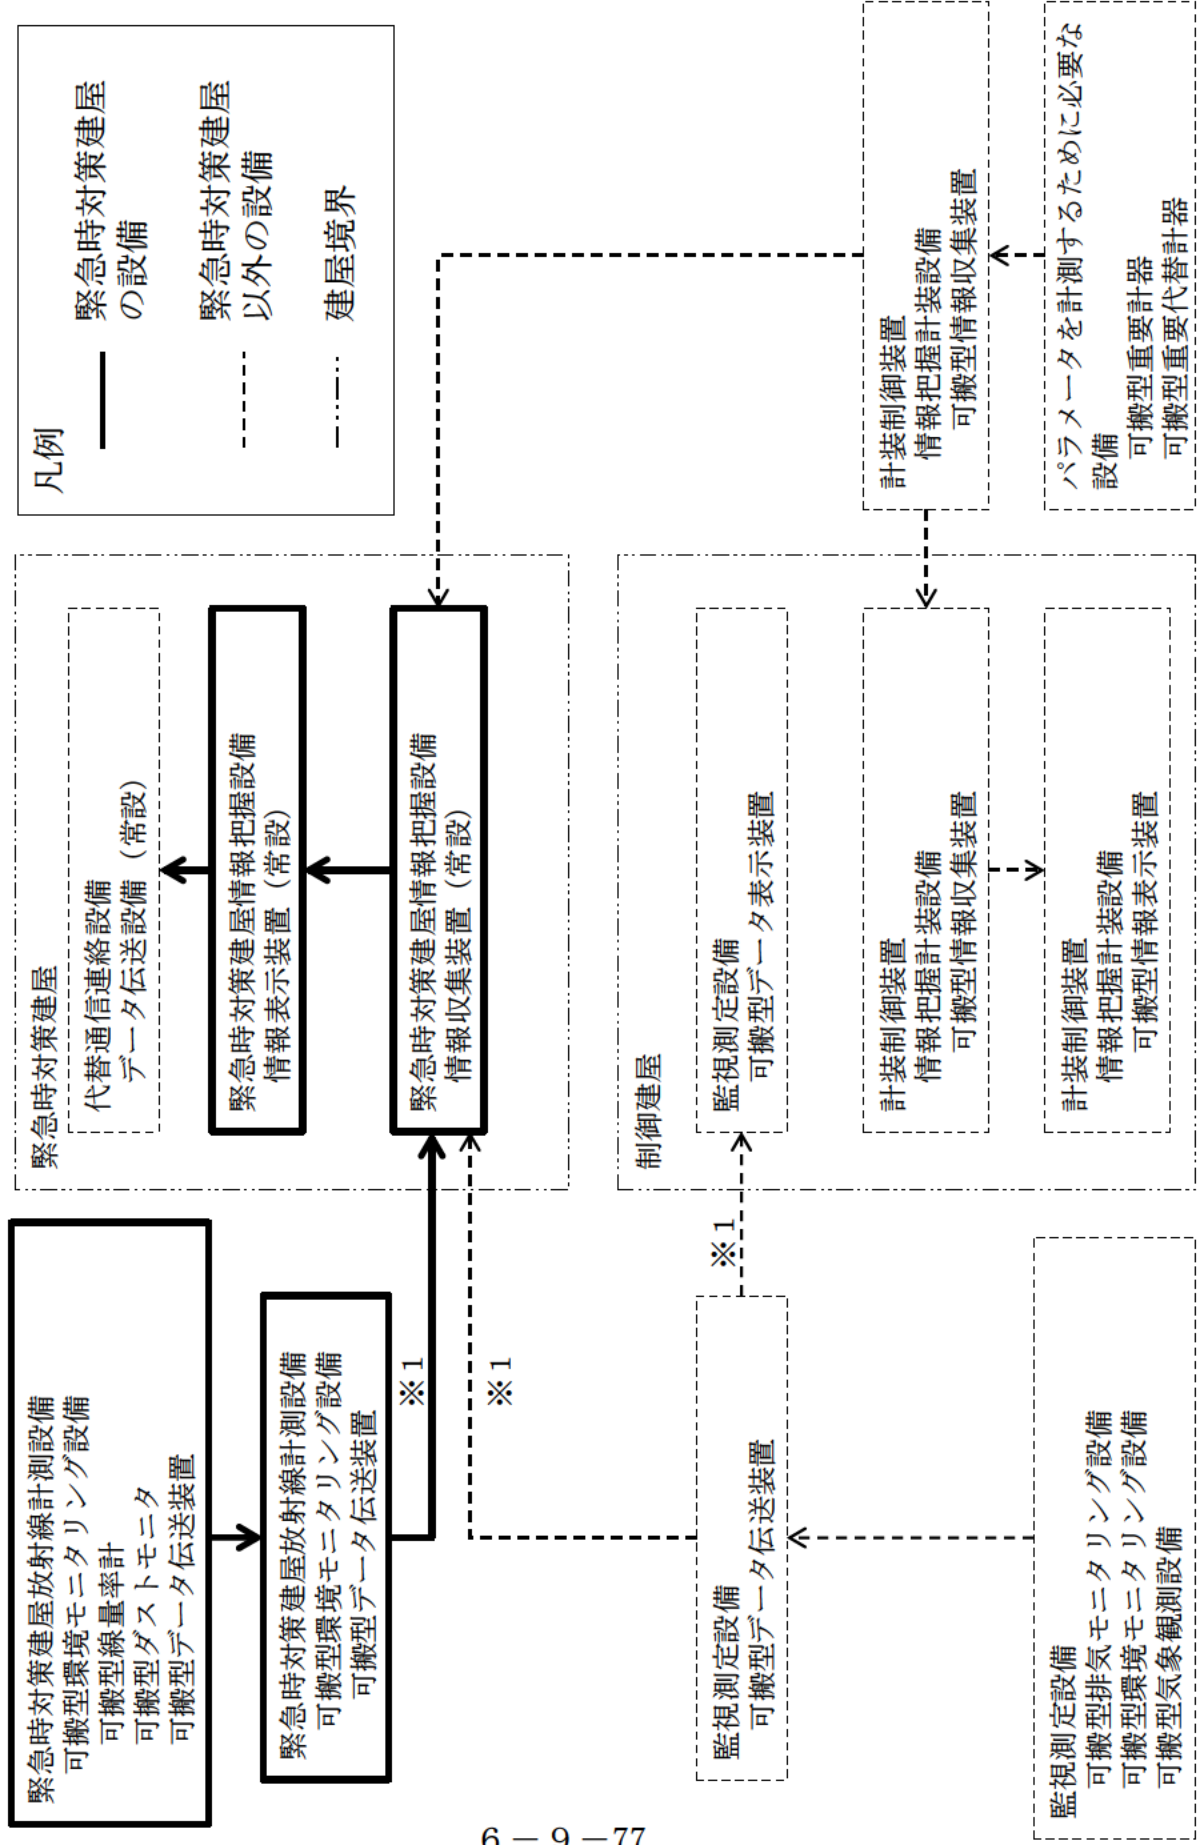 緊急時対策建屋放射線計測設備
可搬型環境モニタリング設備
可搬型線量率計
可搬型ダストモニタ
可搬型データ伝送装置
緊急時対策建屋放射線計測設備
可搬型環境モニタリング設備
可搬型データ伝送装置
※1
※1
監視測定設備
可搬型データ伝送装置
※1
監視測定設備
可搬型排気モニタリング設備
可搬型環境モニタリング設備
可搬型気象観測設備
緊急時対策建屋
代替通信連絡設備
データ伝送設備（常設）
緊急時対策建屋情報把握設備
情報表示装置（常設）
緊急時対策建屋情報把握設備
情報収集装置（常設）
制御建屋
監視測定設備
可搬型データ表示装置
計装制御装置
情報把握計装設備
可搬型情報収集装置
計装制御装置
情報把握計装設備
可搬型情報表示装置
凡例
緊急時対策建屋
の設備
緊急時対策建屋
以外の設備
建屋境界
計装制御装置
情報把握計装設備
可搬型情報収集装置
パラメータを計測するために必要な
設備
可搬型重要計器
可搬型重要代替計器
6－9－77